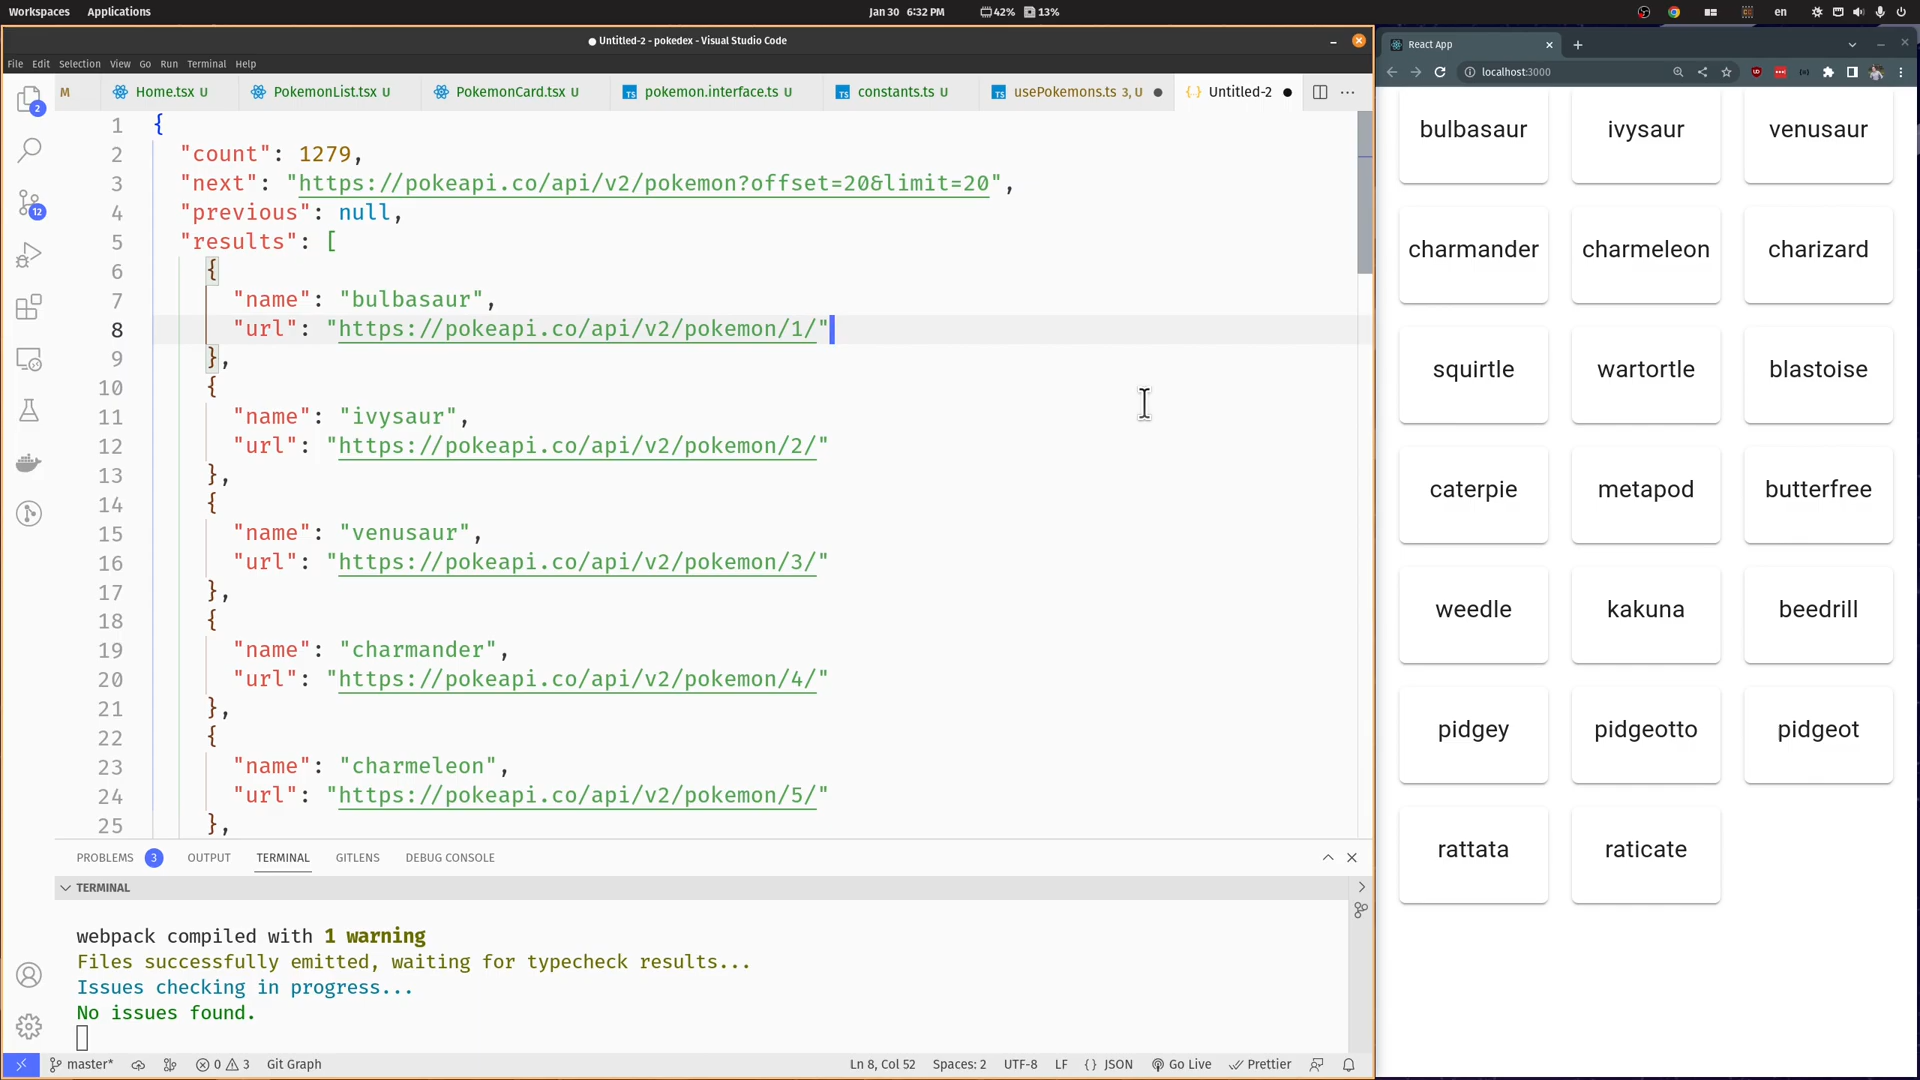 Workspaces Applications Jan 30 6:32 PM 42% 13% en
● Untitled-2 - pokedex - Visual Studio Code
File Edit Selection View Go Run Terminal Help
M Home.tsx U PokemonList.tsx U PokemonCard.tsx U TS pokemon.interface.ts U TS constants.ts U TS usePokemons.ts 3, U ● {} Untitled-2 ●
2
12
1 {
2 "count": 1279,
3 "next": "https://pokeapi.co/api/v2/pokemon?offset=20&limit=20",
4 "previous": null,
5 "results": [
6 {
7 "name": "bulbasaur",
8 "url": "https://pokeapi.co/api/v2/pokemon/1/"
9 },
10 {
11 "name": "ivysaur",
12 "url": "https://pokeapi.co/api/v2/pokemon/2/"
13 },
14 {
15 "name": "venusaur",
16 "url": "https://pokeapi.co/api/v2/pokemon/3/"
17 },
18 {
19 "name": "charmander",
20 "url": "https://pokeapi.co/api/v2/pokemon/4/"
21 },
22 {
23 "name": "charmeleon",
24 "url": "https://pokeapi.co/api/v2/pokemon/5/"
25 },
PROBLEMS 3 OUTPUT TERMINAL GITLENS DEBUG CONSOLE
TERMINAL
webpack compiled with 1 warning
Files successfully emitted, waiting for typecheck results...
Issues checking in progress...
No issues found.
master* 0 3 Git Graph Ln 8, Col 52 Spaces: 2 UTF-8 LF {} JSON Go Live Prettier
React App
localhost:3000
bulbasaur ivysaur venusaur
charmander charmeleon charizard
squirtle wartortle blastoise
caterpie metapod butterfree
weedle kakuna beedrill
pidgey pidgeotto pidgeot
rattata raticate